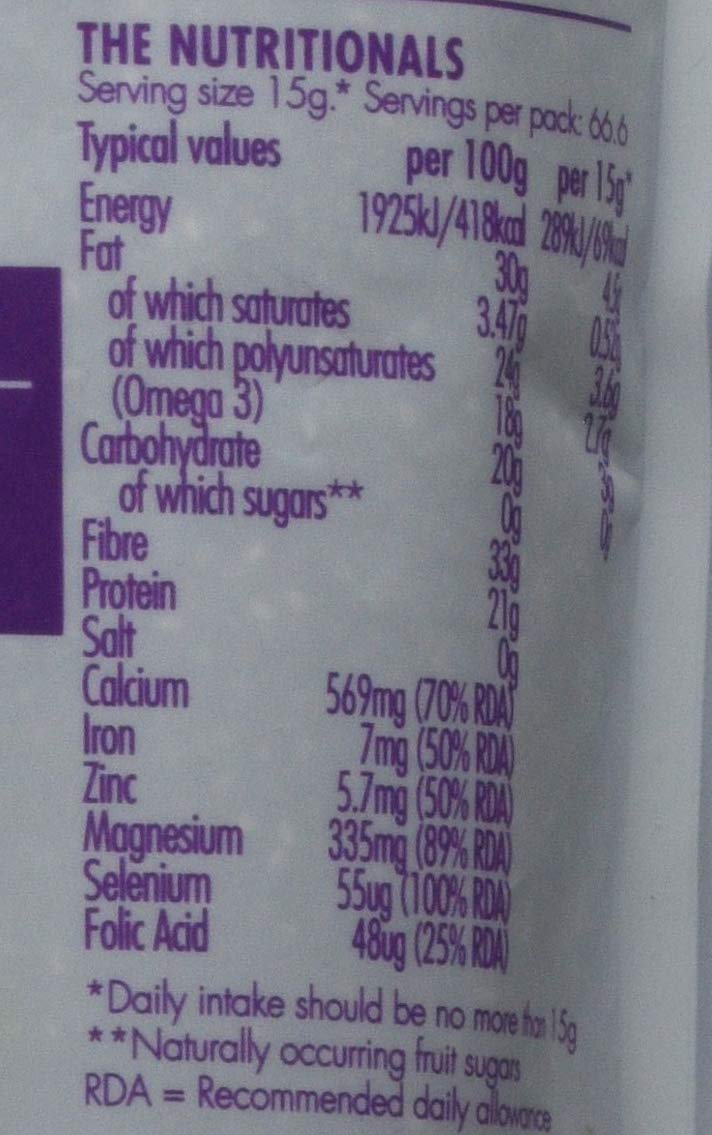 THE NUTRITIONALS
Serving size 15g.* Servings per pack: 66.6
Typical values per 100g per 15g*
Energy 1925kJ/418kcal 289kJ/69kcal
Fat 30g 4.5g
of which saturates 3.47g 0.52g
of which polyunsaturates 24g 3.6g
(Omega 3) 18g 2.7g
Carbohydrate 20g
of which sugars** 0g 0g
Fibre 33g
Protein 21g
Salt 0g
Calcium 569mg (70% RDA)
Iron 7mg (50% RDA)
Zinc 5.7mg (50% RDA)
Magnesium 335mg (89% RDA)
Selenium 55ug (100% RDA)
Folic Acid 48ug (25% RDA)
*Daily intake should be no more than 15g
**Naturally occurring fruit sugars
RDA = Recommended daily allowance